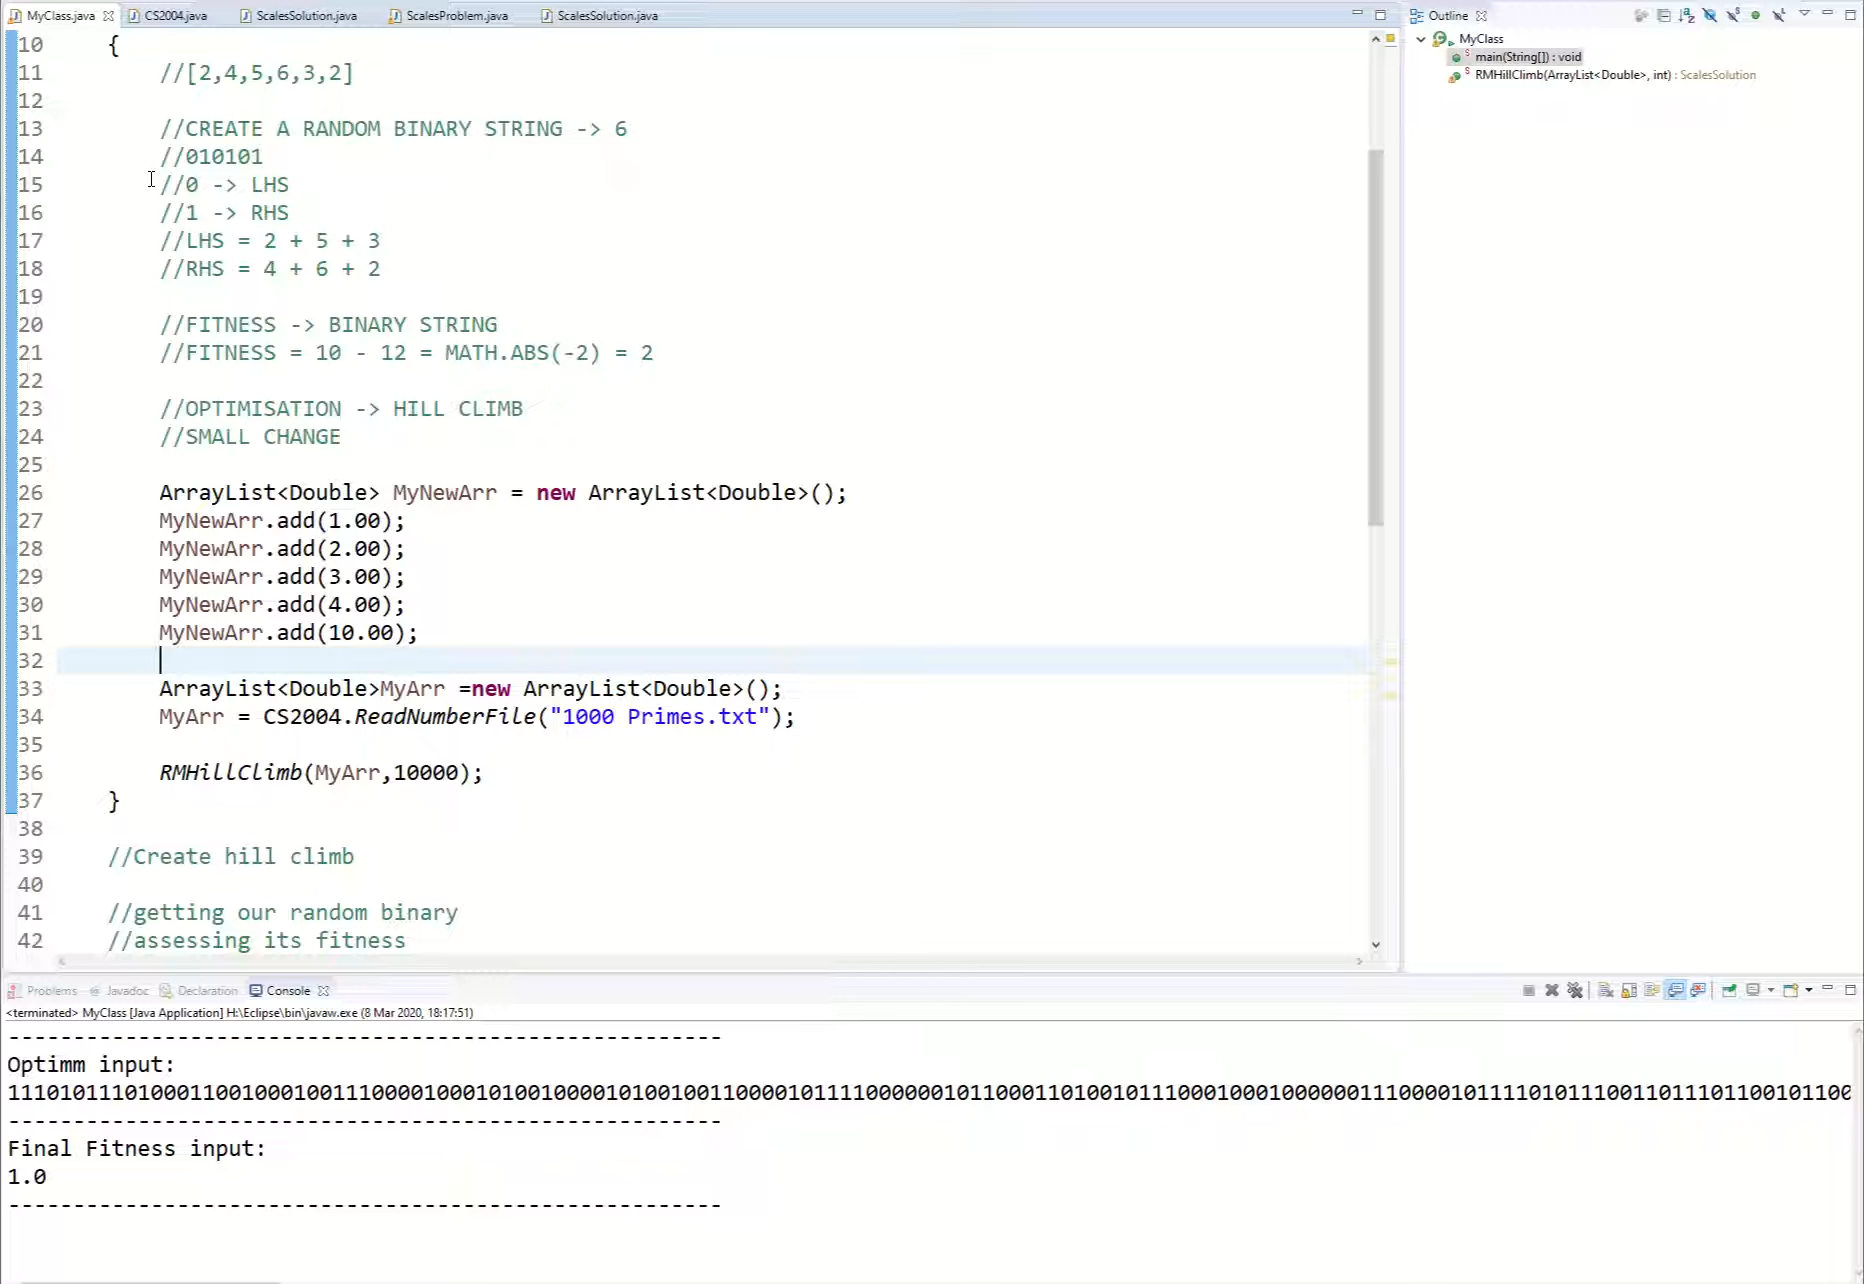 MyClass.java CS2004.java ScalesSolution.java ScalesProblem.java ScalesSolution.java
10 {
11 //[2,4,5,6,3,2]
12
13 //CREATE A RANDOM BINARY STRING -> 6
14 //010101
15 //0 -> LHS
16 //1 -> RHS
17 //LHS = 2 + 5 + 3
18 //RHS = 4 + 6 + 2
19
20 //FITNESS -> BINARY STRING
21 //FITNESS = 10 - 12 = MATH.ABS(-2) = 2
22
23 //OPTIMISATION -> HILL CLIMB
24 //SMALL CHANGE
25
26 ArrayList<Double> MyNewArr = new ArrayList<Double>();
27 MyNewArr.add(1.00);
28 MyNewArr.add(2.00);
29 MyNewArr.add(3.00);
30 MyNewArr.add(4.00);
31 MyNewArr.add(10.00);
32
33 ArrayList<Double>MyArr =new ArrayList<Double>();
34 MyArr = CS2004.ReadNumberFile("1000 Primes.txt");
35
36 RMHillClimb(MyArr,10000);
37 }
38
39 //Create hill climb
40
41 //getting our random binary
42 //assessing its fitness
Outline
MyClass
main(String[]) : void
RMHillClimb(ArrayList<Double>, int) : ScalesSolution
Problems Javadoc Declaration Console
<terminated> MyClass [Java Application] H:\Eclipse\bin\javaw.exe (8 Mar 2020, 18:17:51)
-------------------------------------------------------
Optimm input:
1110101110100011001000100111000010001010010000101001001100001011110000001011000110100101110001000100000011100001011110101110011011101100101100
-------------------------------------------------------
Final Fitness input:
1.0
-------------------------------------------------------